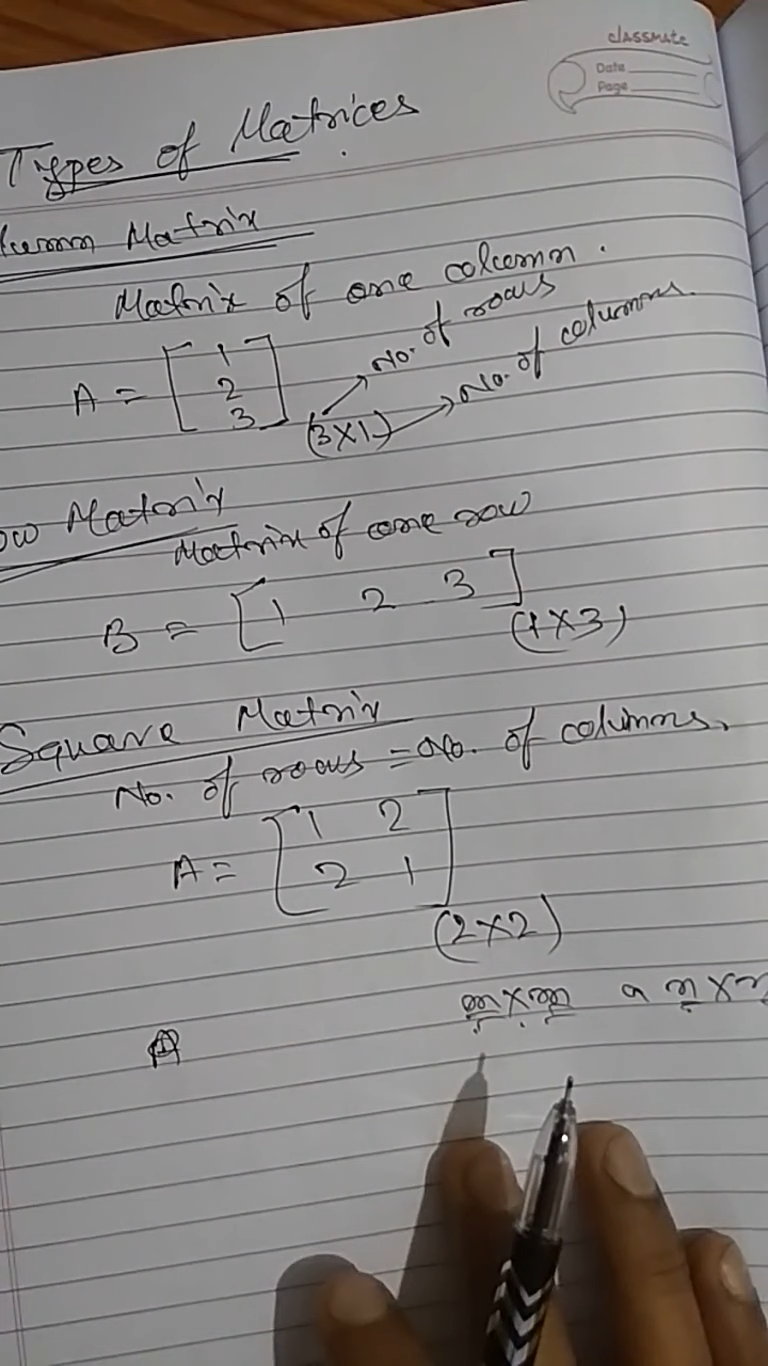 classmate
Date
Page
Types of Matrices
lumn Matrix
Matrix of one column.
No. of rows
No. of columns.
A = [1
2
3]
(3×1)
ow Matrix
Matrix of one row
B = [1 2 3]
(1×3)
Square Matrix
No. of rows = No. of columns.
A = [1 2
2 1]
(2×2)
m×m n×n
A